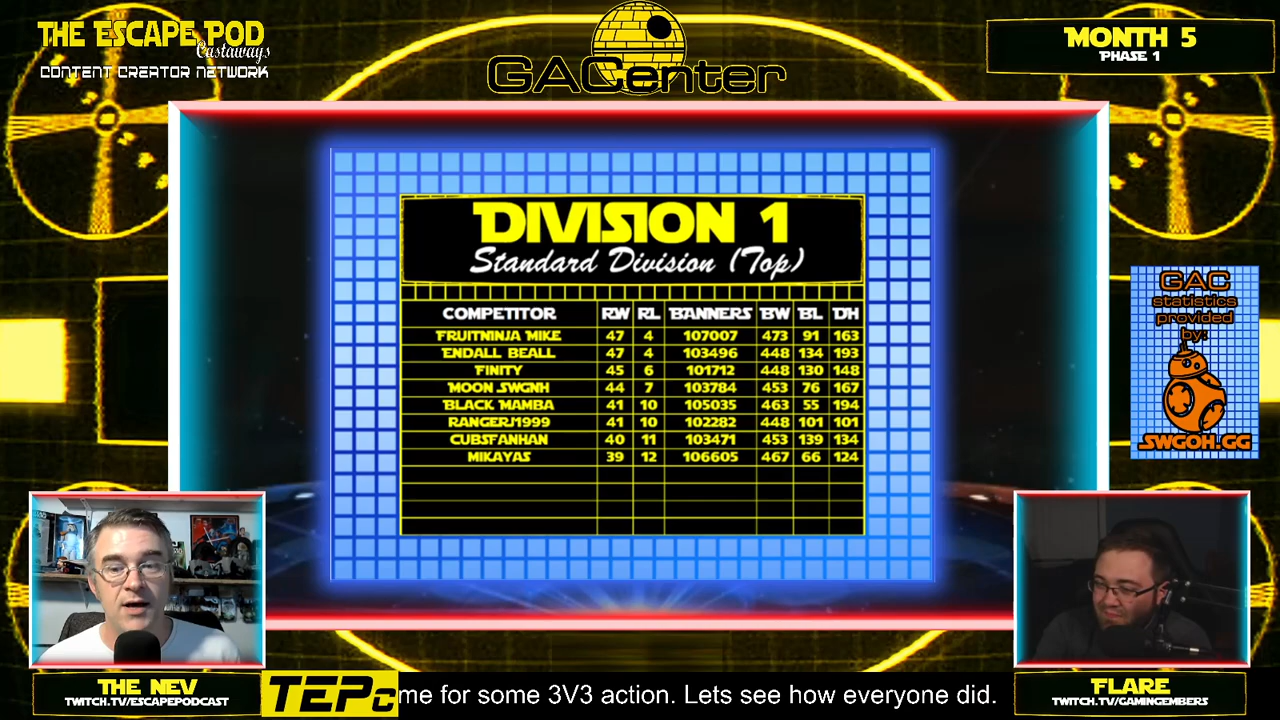 THE ESCAPE POD
Castaways
CONTENT CREATOR NETWORK
GACenter
MONTH 5
PHASE 1
DIVISION 1
Standard Division (Top)
COMPETITOR RW RL BANNERS BW BL DH
FRUITNINJA MIKE 47 4 107007 473 91 163
ENDALL BEALL 47 4 103496 448 134 193
FINITY 45 6 101712 448 130 148
MOON SWGNH 44 7 103784 453 76 167
BLACK MAMBA 41 10 105035 463 55 194
RANGERJ1999 41 10 102282 448 101 101
CUBSFANHAN 40 11 103471 453 139 134
MIKAYAS 39 12 106605 467 66 124
GAC
statistics
provided
by:
SWGOH.GG
THE NEV
TWITCH.TV/ESCAPEPODCAST
TEPc
me for some 3V3 action. Lets see how everyone did.
FLARE
TWITCH.TV/GAMINGEMBERS